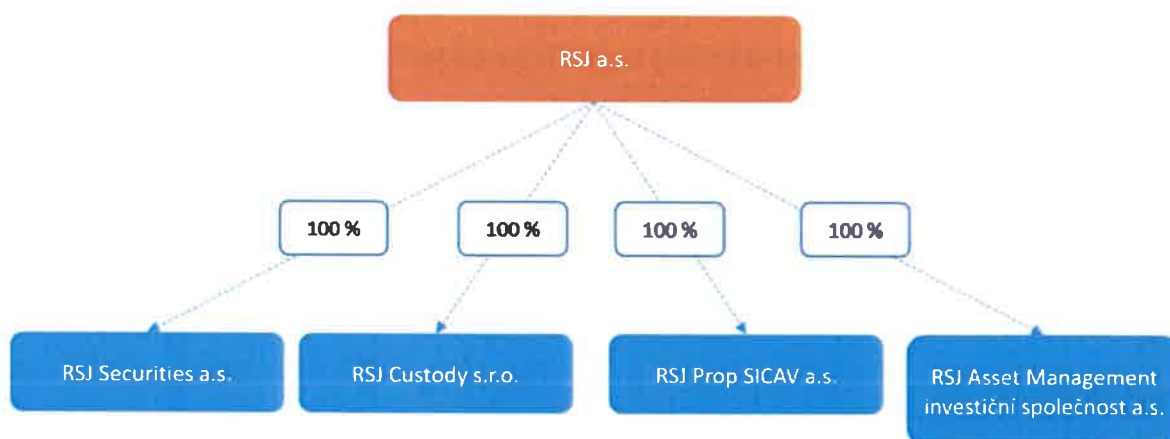 RSJ a.s.
100 %
100 %
100 %
100 %
RSJ Securities a.s.
RSJ Custody s.r.o.
RSJ Prop SICAV a.s.
RSJ Asset Management
investiční společnost a.s.